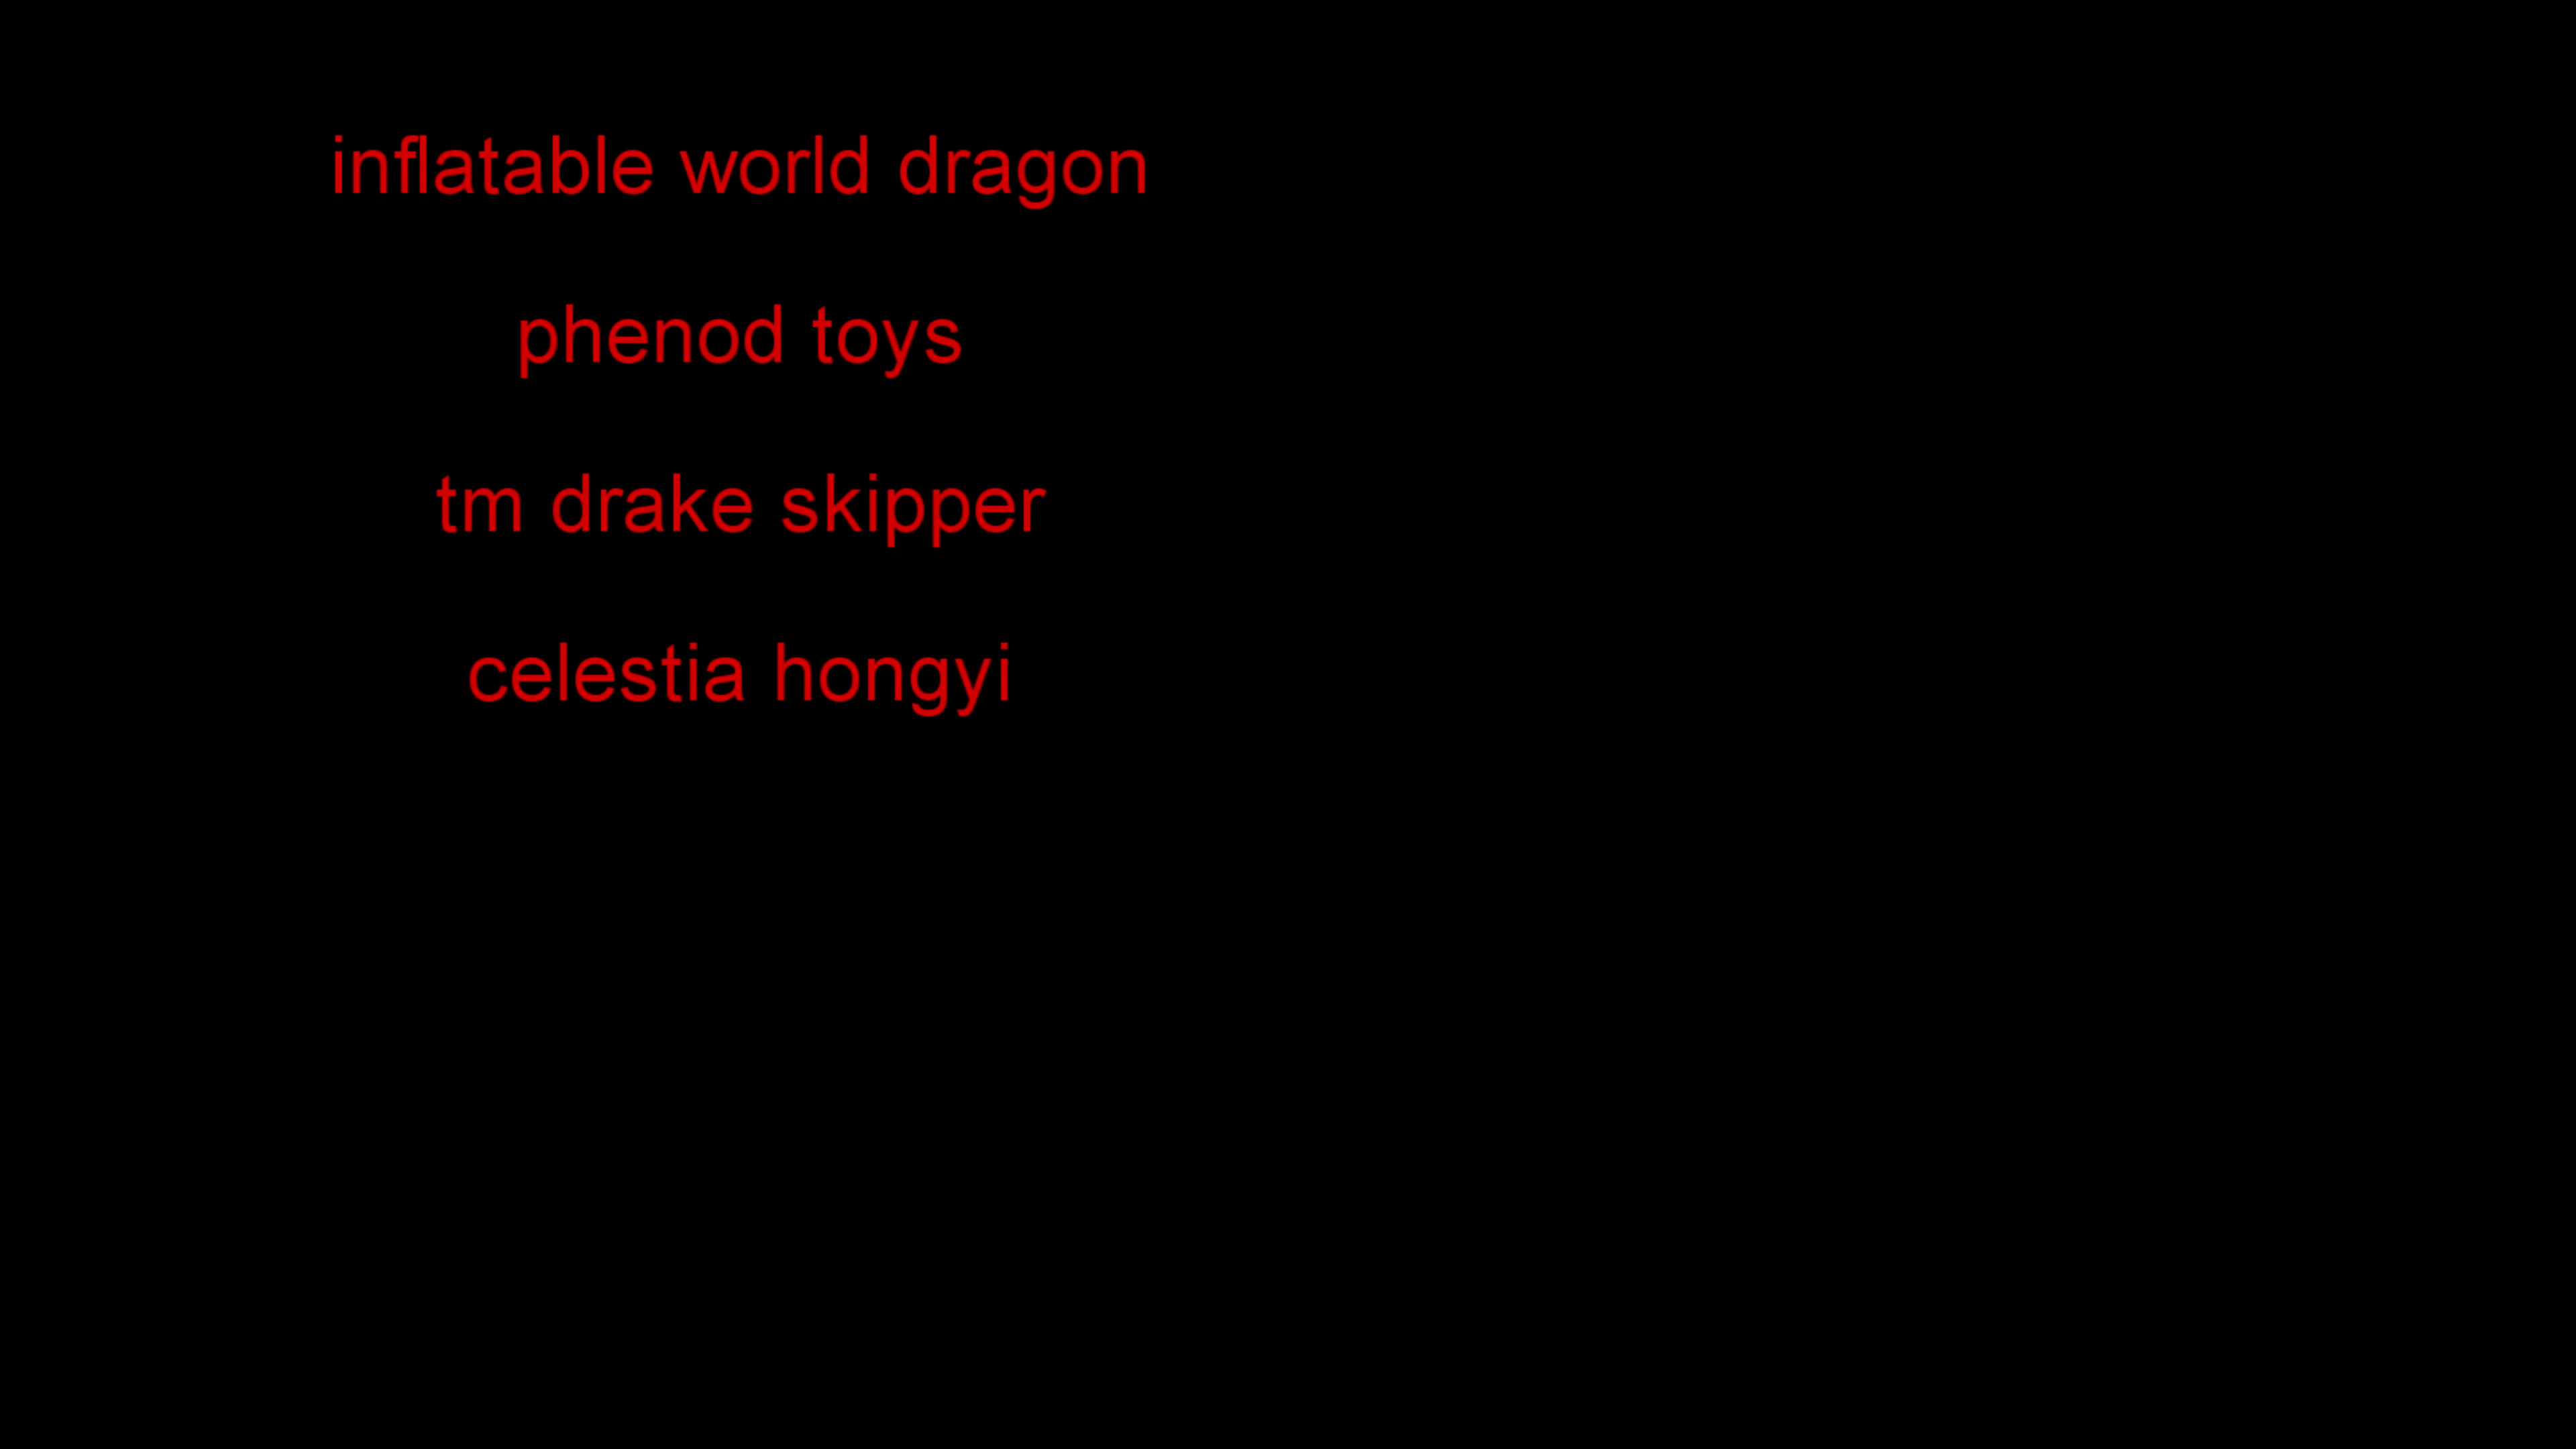 inflatable world dragon
phenod toys
tm drake skipper
celestia hongyi